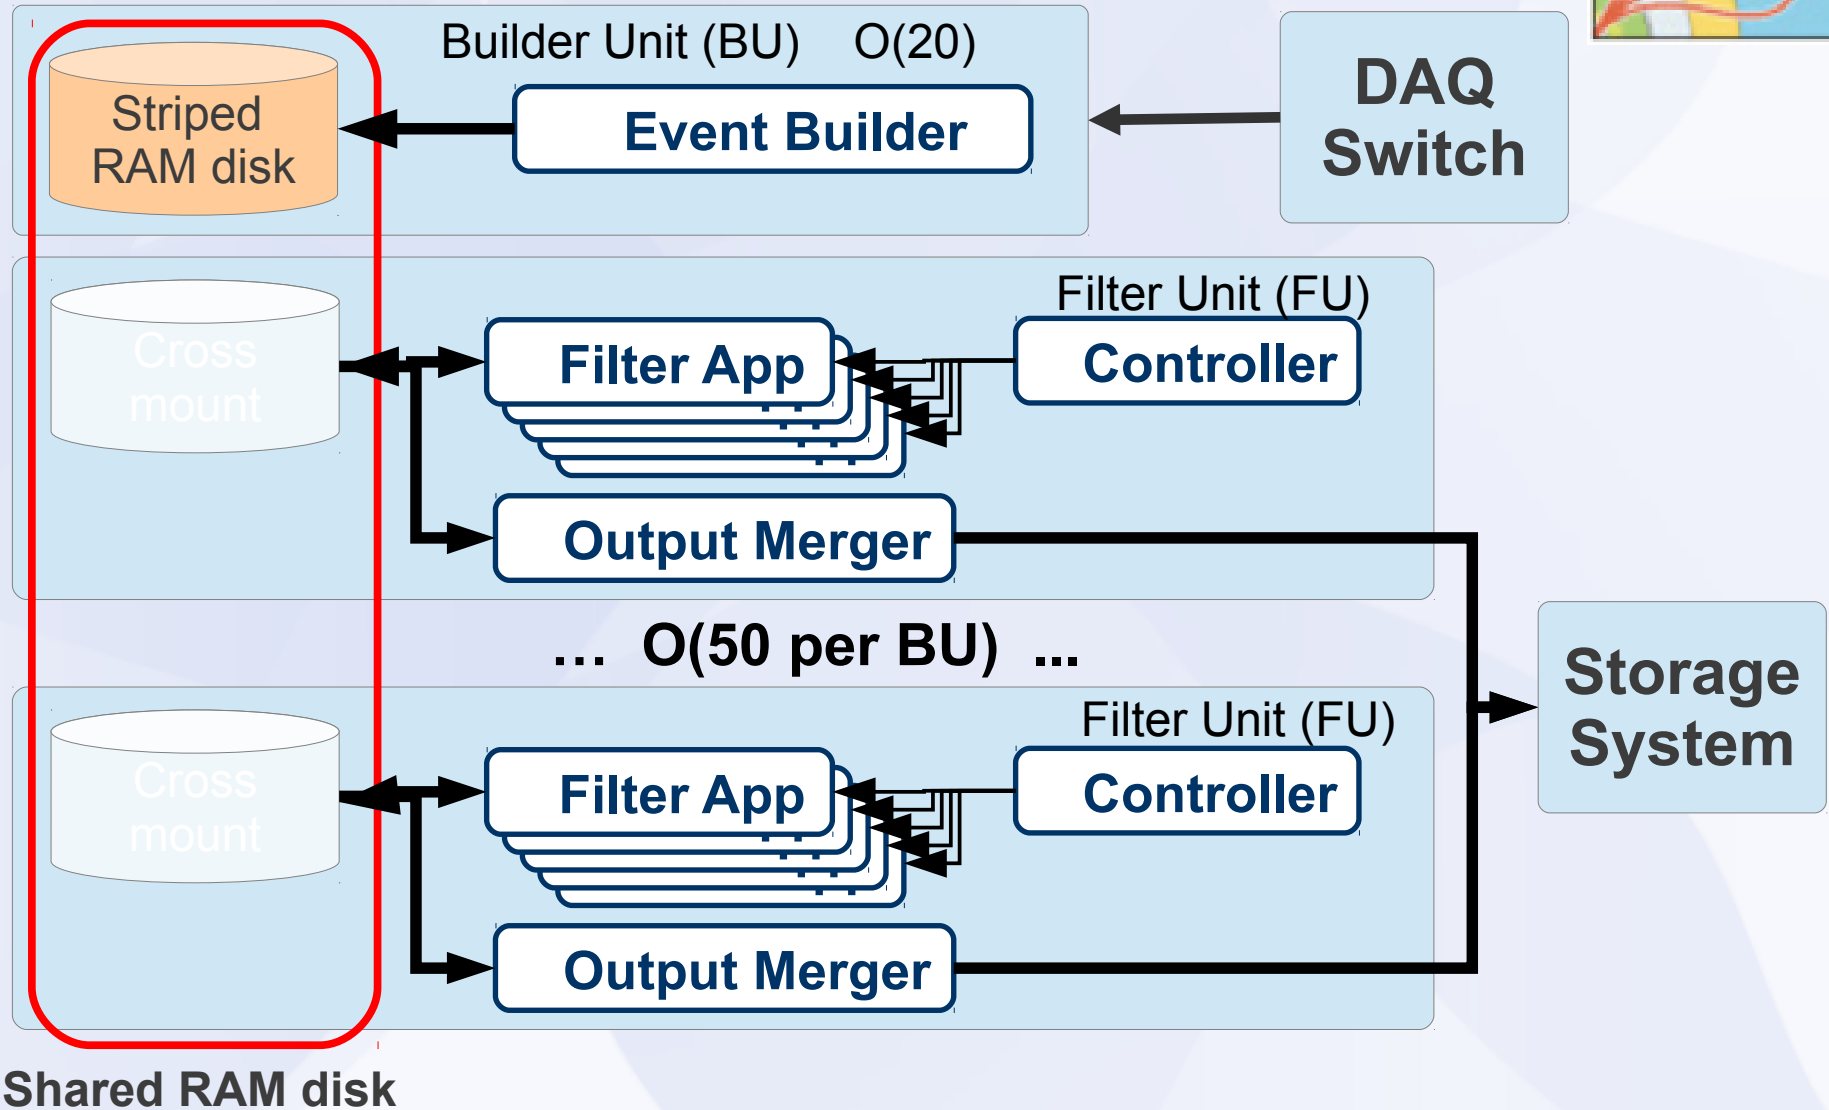 Builder Unit (BU) O(20)
Striped
RAM disk
Event Builder
DAQ
Switch
Filter Unit (FU)
Cross
mount
Filter App
Controller
Output Merger
... O(50 per BU) ...
Filter Unit (FU)
Cross
mount
Filter App
Controller
Output Merger
Storage
System
Shared RAM disk